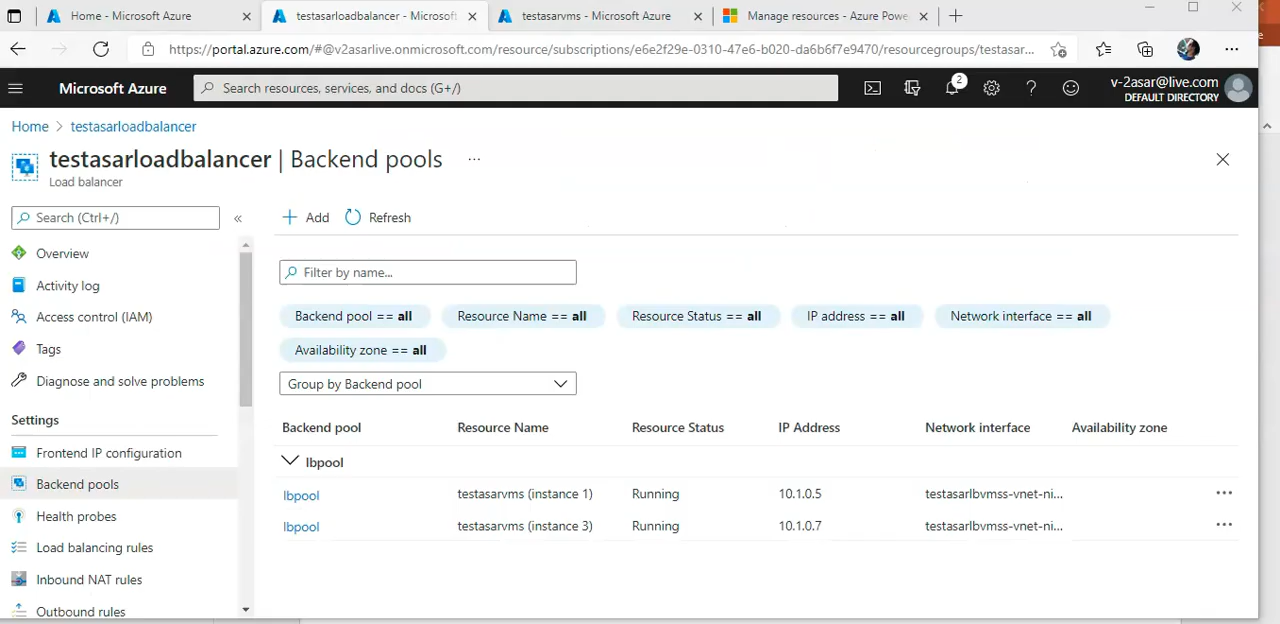 Home - Microsoft Azure
testasarloadbalancer - Microsoft
testasarvms - Microsoft Azure
Manage resources - Azure Powe
https://portal.azure.com/#@v2asarlive.onmicrosoft.com/resource/subscriptions/e6e2f29e-0310-47e6-b020-da6b6f7e9470/resourcegroups/testasar...
Microsoft Azure
Search resources, services, and docs (G+/)
2
v-2asar@live.com
DEFAULT DIRECTORY
Home > testasarloadbalancer
testasarloadbalancer | Backend pools ...
Load balancer
Search (Ctrl+/)
«
Add
Refresh
Overview
Activity log
Access control (IAM)
Tags
Diagnose and solve problems
Settings
Frontend IP configuration
Backend pools
Health probes
Load balancing rules
Inbound NAT rules
Outbound rules
Filter by name...
Backend pool == all
Resource Name == all
Resource Status == all
IP address == all
Network interface == all
Availability zone == all
Group by Backend pool
Backend pool Resource Name Resource Status IP Address Network interface Availability zone
lbpool
lbpool testasarvms (instance 1) Running 10.1.0.5 testasarlbvmss-vnet-ni... ...
lbpool testasarvms (instance 3) Running 10.1.0.7 testasarlbvmss-vnet-ni... ...